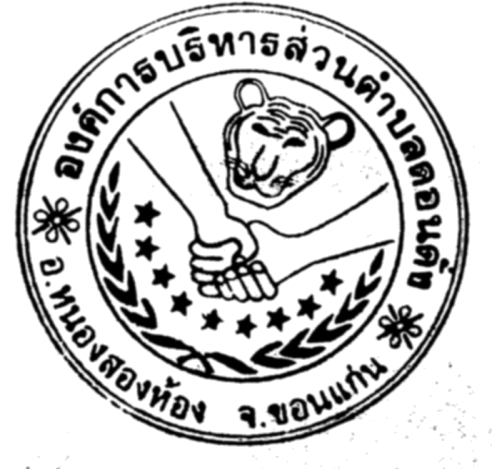 องค์การบริหารส่วนตำบลดอนดั่ง
อ.หนองสองห้อง จ.ขอนแก่น